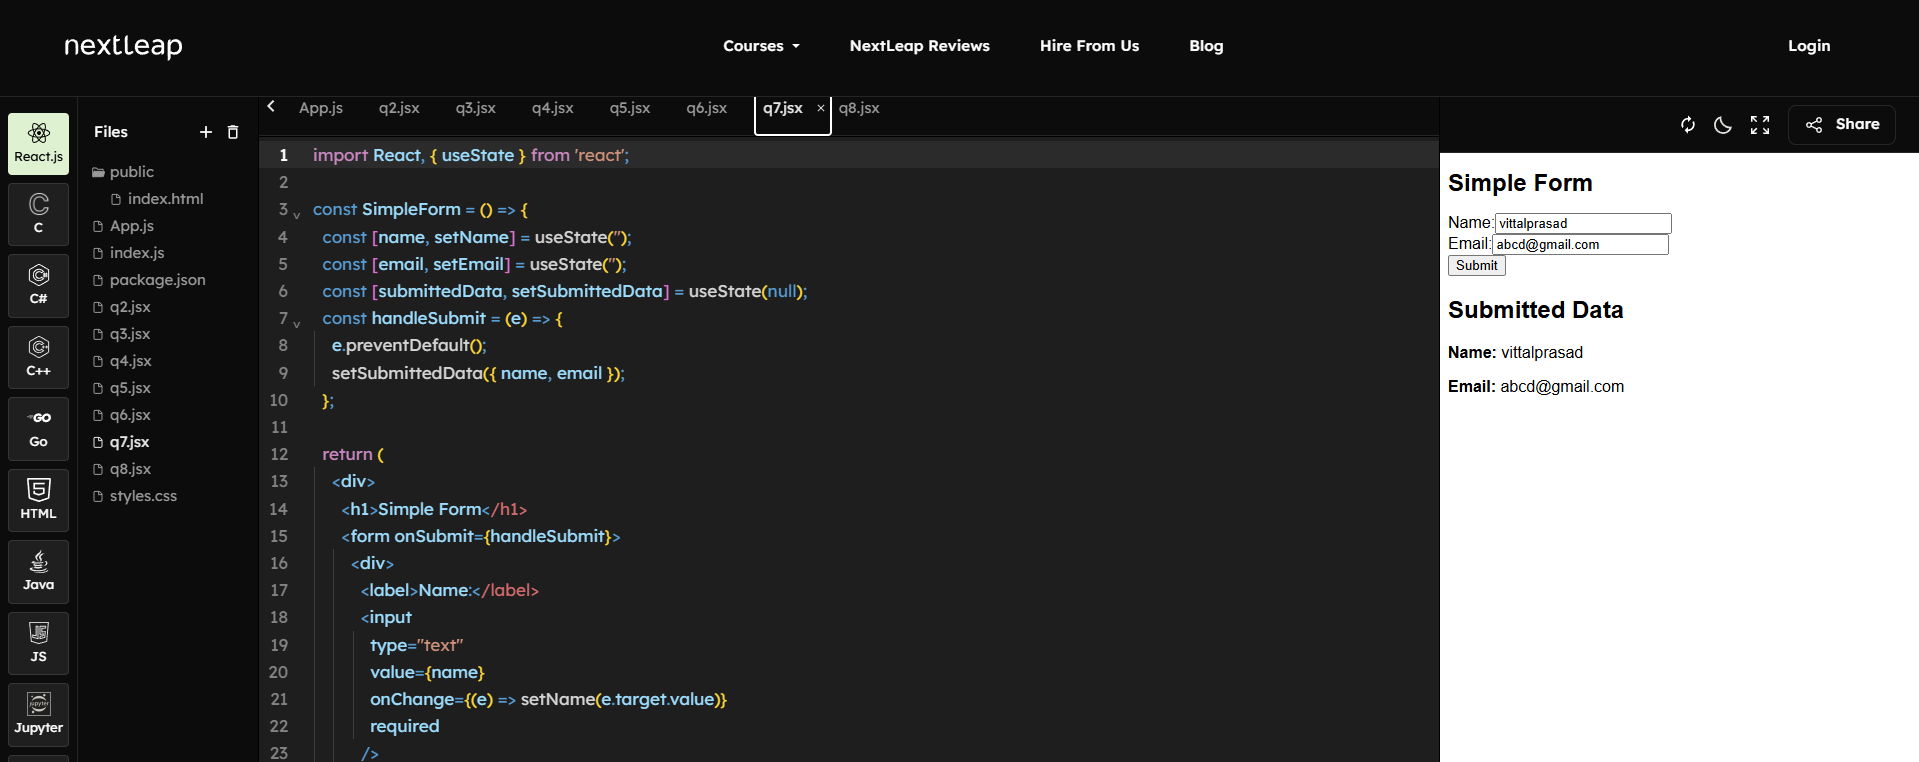 nextleap
Courses
NextLeap Reviews
Hire From Us
Blog
Login
React.js
C
C#
C++
GO
Go
HTML
Java
JS
JS
jupyter
Jupyter
Files
public
index.html
App.js
index.js
package.json
q2.jsx
q3.jsx
q4.jsx
q5.jsx
q6.jsx
q7.jsx
q8.jsx
styles.css
App.js q2.jsx q3.jsx q4.jsx q5.jsx q6.jsx q7.jsx × q8.jsx
1 import React, { useState } from 'react';
2
3 const SimpleForm = () => {
4 const [name, setName] = useState('');
5 const [email, setEmail] = useState('');
6 const [submittedData, setSubmittedData] = useState(null);
7 const handleSubmit = (e) => {
8 e.preventDefault();
9 setSubmittedData({ name, email });
10 };
11
12 return (
13 <div>
14 <h1>Simple Form</h1>
15 <form onSubmit={handleSubmit}>
16 <div>
17 <label>Name:</label>
18 <input
19 type="text"
20 value={name}
21 onChange={(e) => setName(e.target.value)}
22 required
23 />
Share
Simple Form
Name: vittalprasad
Email: abcd@gmail.com
Submit
Submitted Data
Name: vittalprasad
Email: abcd@gmail.com